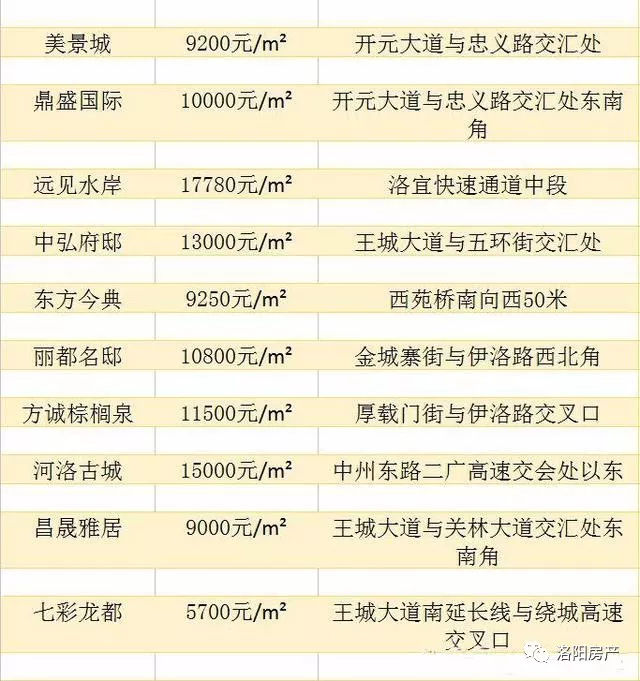 美景城 9200元/m² 开元大道与忠义路交汇处
鼎盛国际 10000元/m² 开元大道与忠义路交汇处东南
角
远见水岸 17780元/m² 洛宜快速通道中段
中弘府邸 13000元/m² 王城大道与五环街交汇处
东方今典 9250元/m² 西苑桥南向西50米
丽都名邸 10800元/m² 金城寨街与伊洛路西北角
方诚棕榈泉 11500元/m² 厚载门街与伊洛路交叉口
河洛古城 15000元/m² 中州东路二广高速交会处以东
昌晟雅居 9000元/m² 王城大道与关林大道交汇处东
南角
七彩龙都 5700元/m² 王城大道南延长线与绕城高速
交叉口
洛阳房产